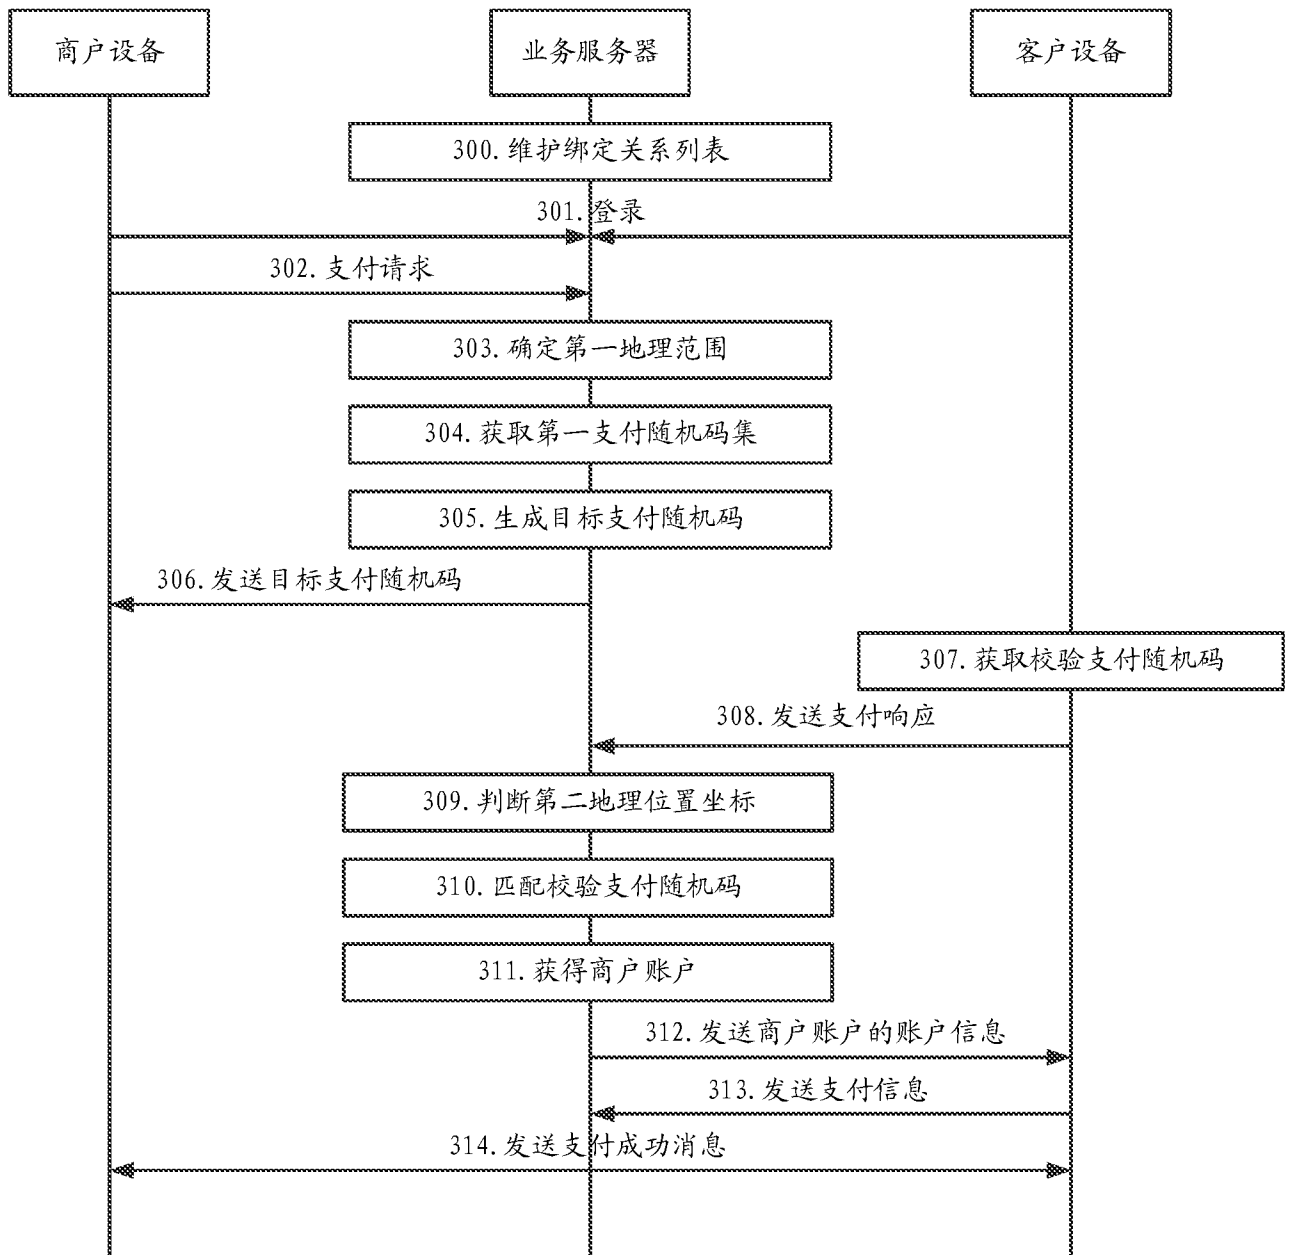 商户设备
业务服务器
客户设备
300.维护绑定关系列表
301.登录
302.支付请求
303.确定第一地理范围
304.获取第一支付随机码集
305.生成目标支付随机码
306.发送目标支付随机码
307.获取校验支付随机码
308.发送支付响应
309.判断第二地理位置坐标
310.匹配校验支付随机码
311.获得商户账户
312.发送商户账户的账户信息
313.发送支付信息
314.发送支付成功消息